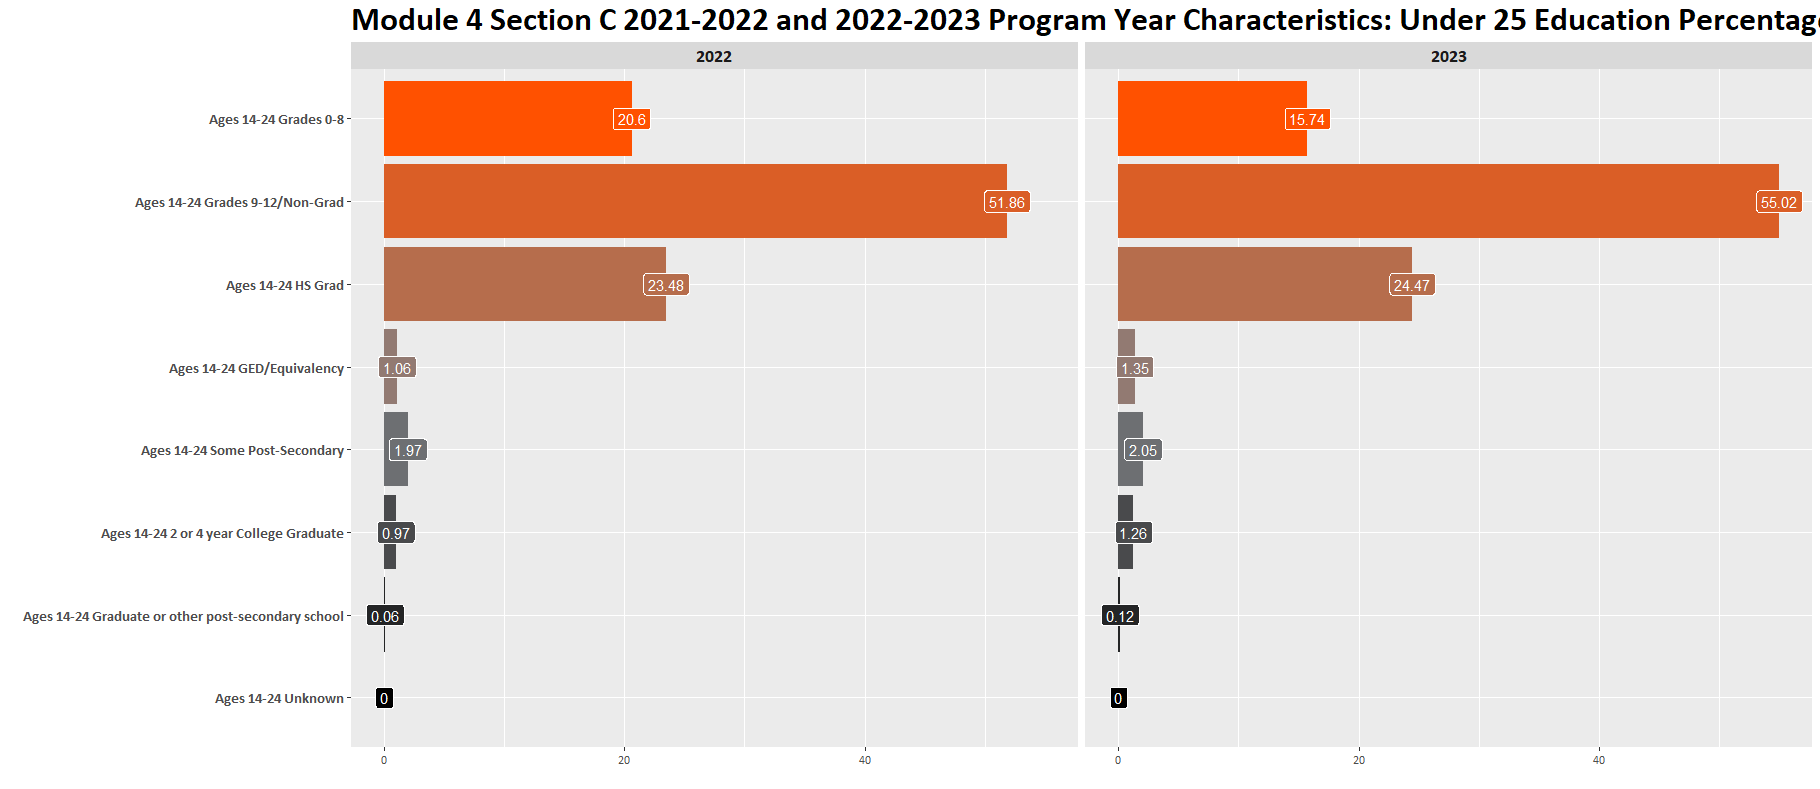 Module 4 Section C 2021-2022 and 2022-2023 Program Year Characteristics: Under 25 Education Percentage
2022
2023
Ages 14-24 Grades 0-8
20.6
15.74
Ages 14-24 Grades 9-12/Non-Grad
51.86
55.02
Ages 14-24 HS Grad
23.48
24.47
Ages 14-24 GED/Equivalency
1.06
1.35
Ages 14-24 Some Post-Secondary
1.97
2.05
Ages 14-24 2 or 4 year College Graduate
0.97
1.26
Ages 14-24 Graduate or other post-secondary school
0.06
0.12
Ages 14-24 Unknown
0
0
0
20
40
0
20
40